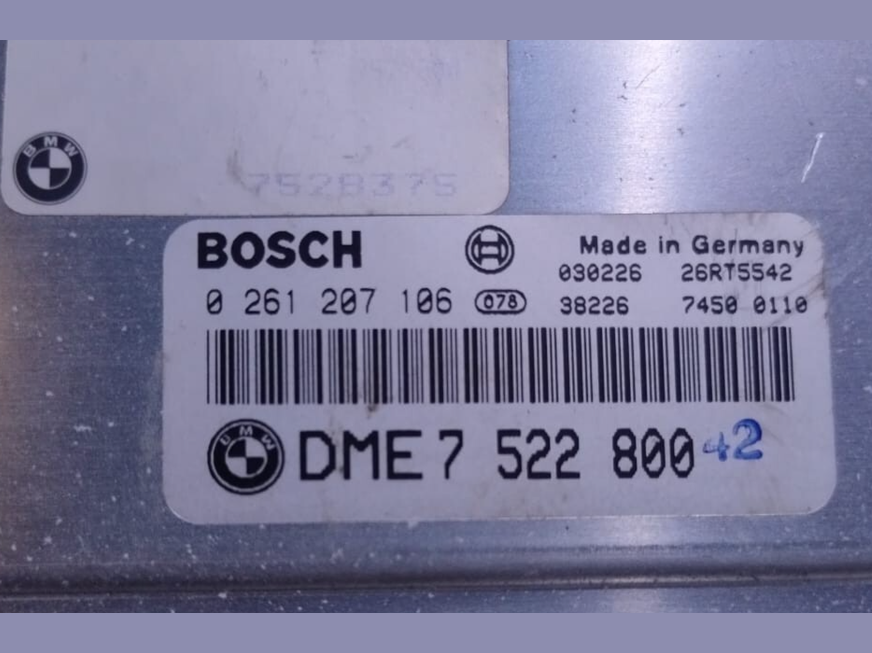 BMW
7528375
BOSCH Made in Germany
030226 26RT5542
0 261 207 106 078 38226 7450 0110
BMW DME 7 522 800 42